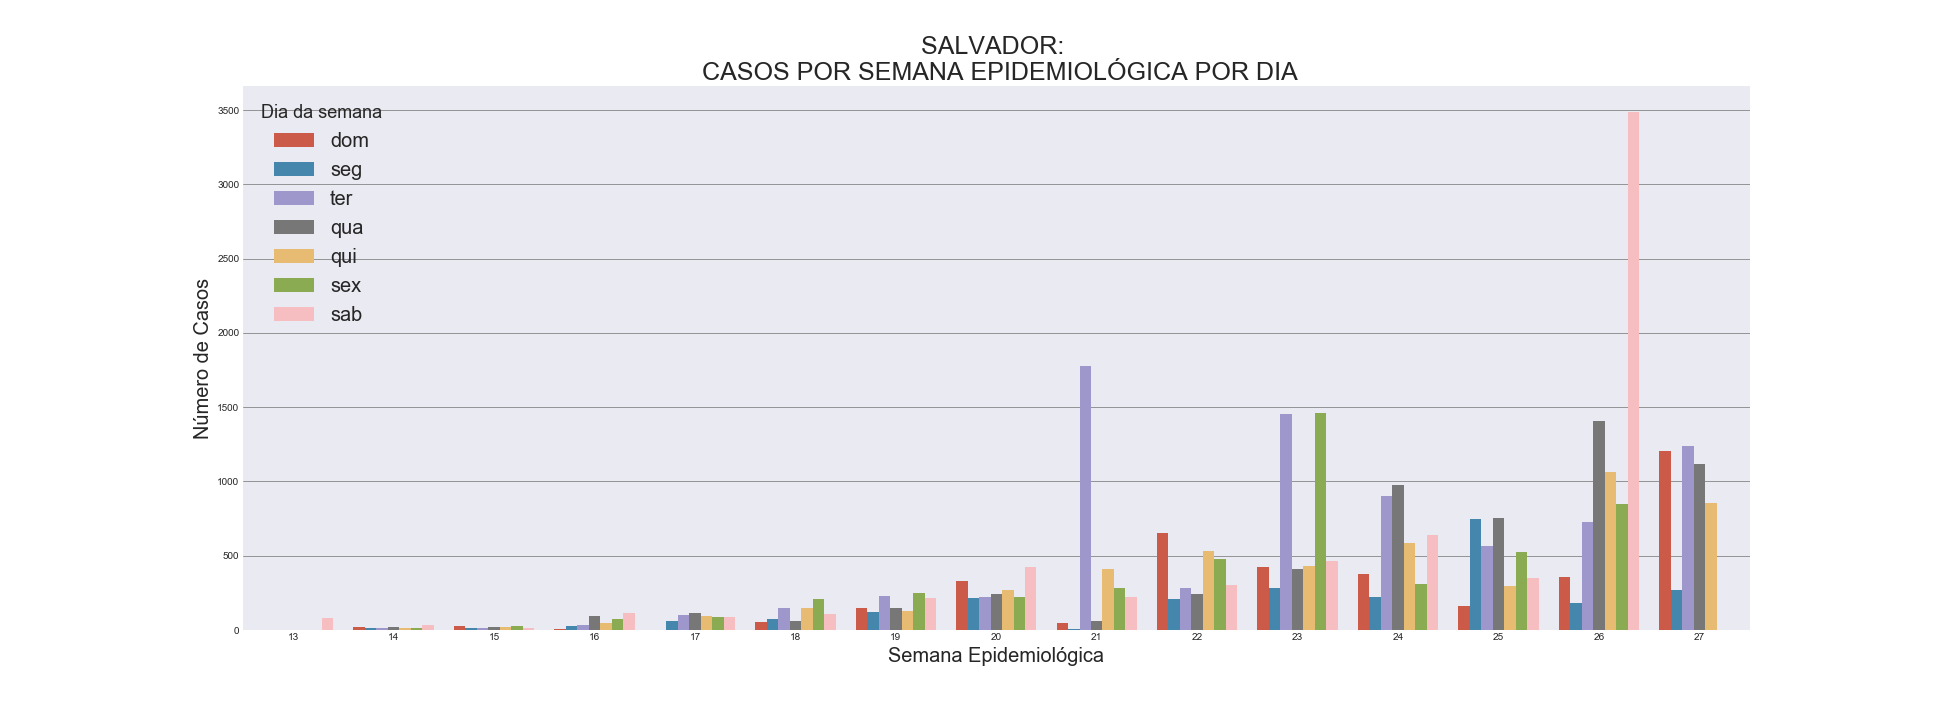 SALVADOR:
CASOS POR SEMANA EPIDEMIOLÓGICA POR DIA
Dia da semana
dom
seg
ter
qua
qui
sex
sab
Número de Casos
3500
3000
2500
2000
1500
1000
500
0
13 14 15 16 17 18 19 20 21 22 23 24 25 26 27
Semana Epidemiológica